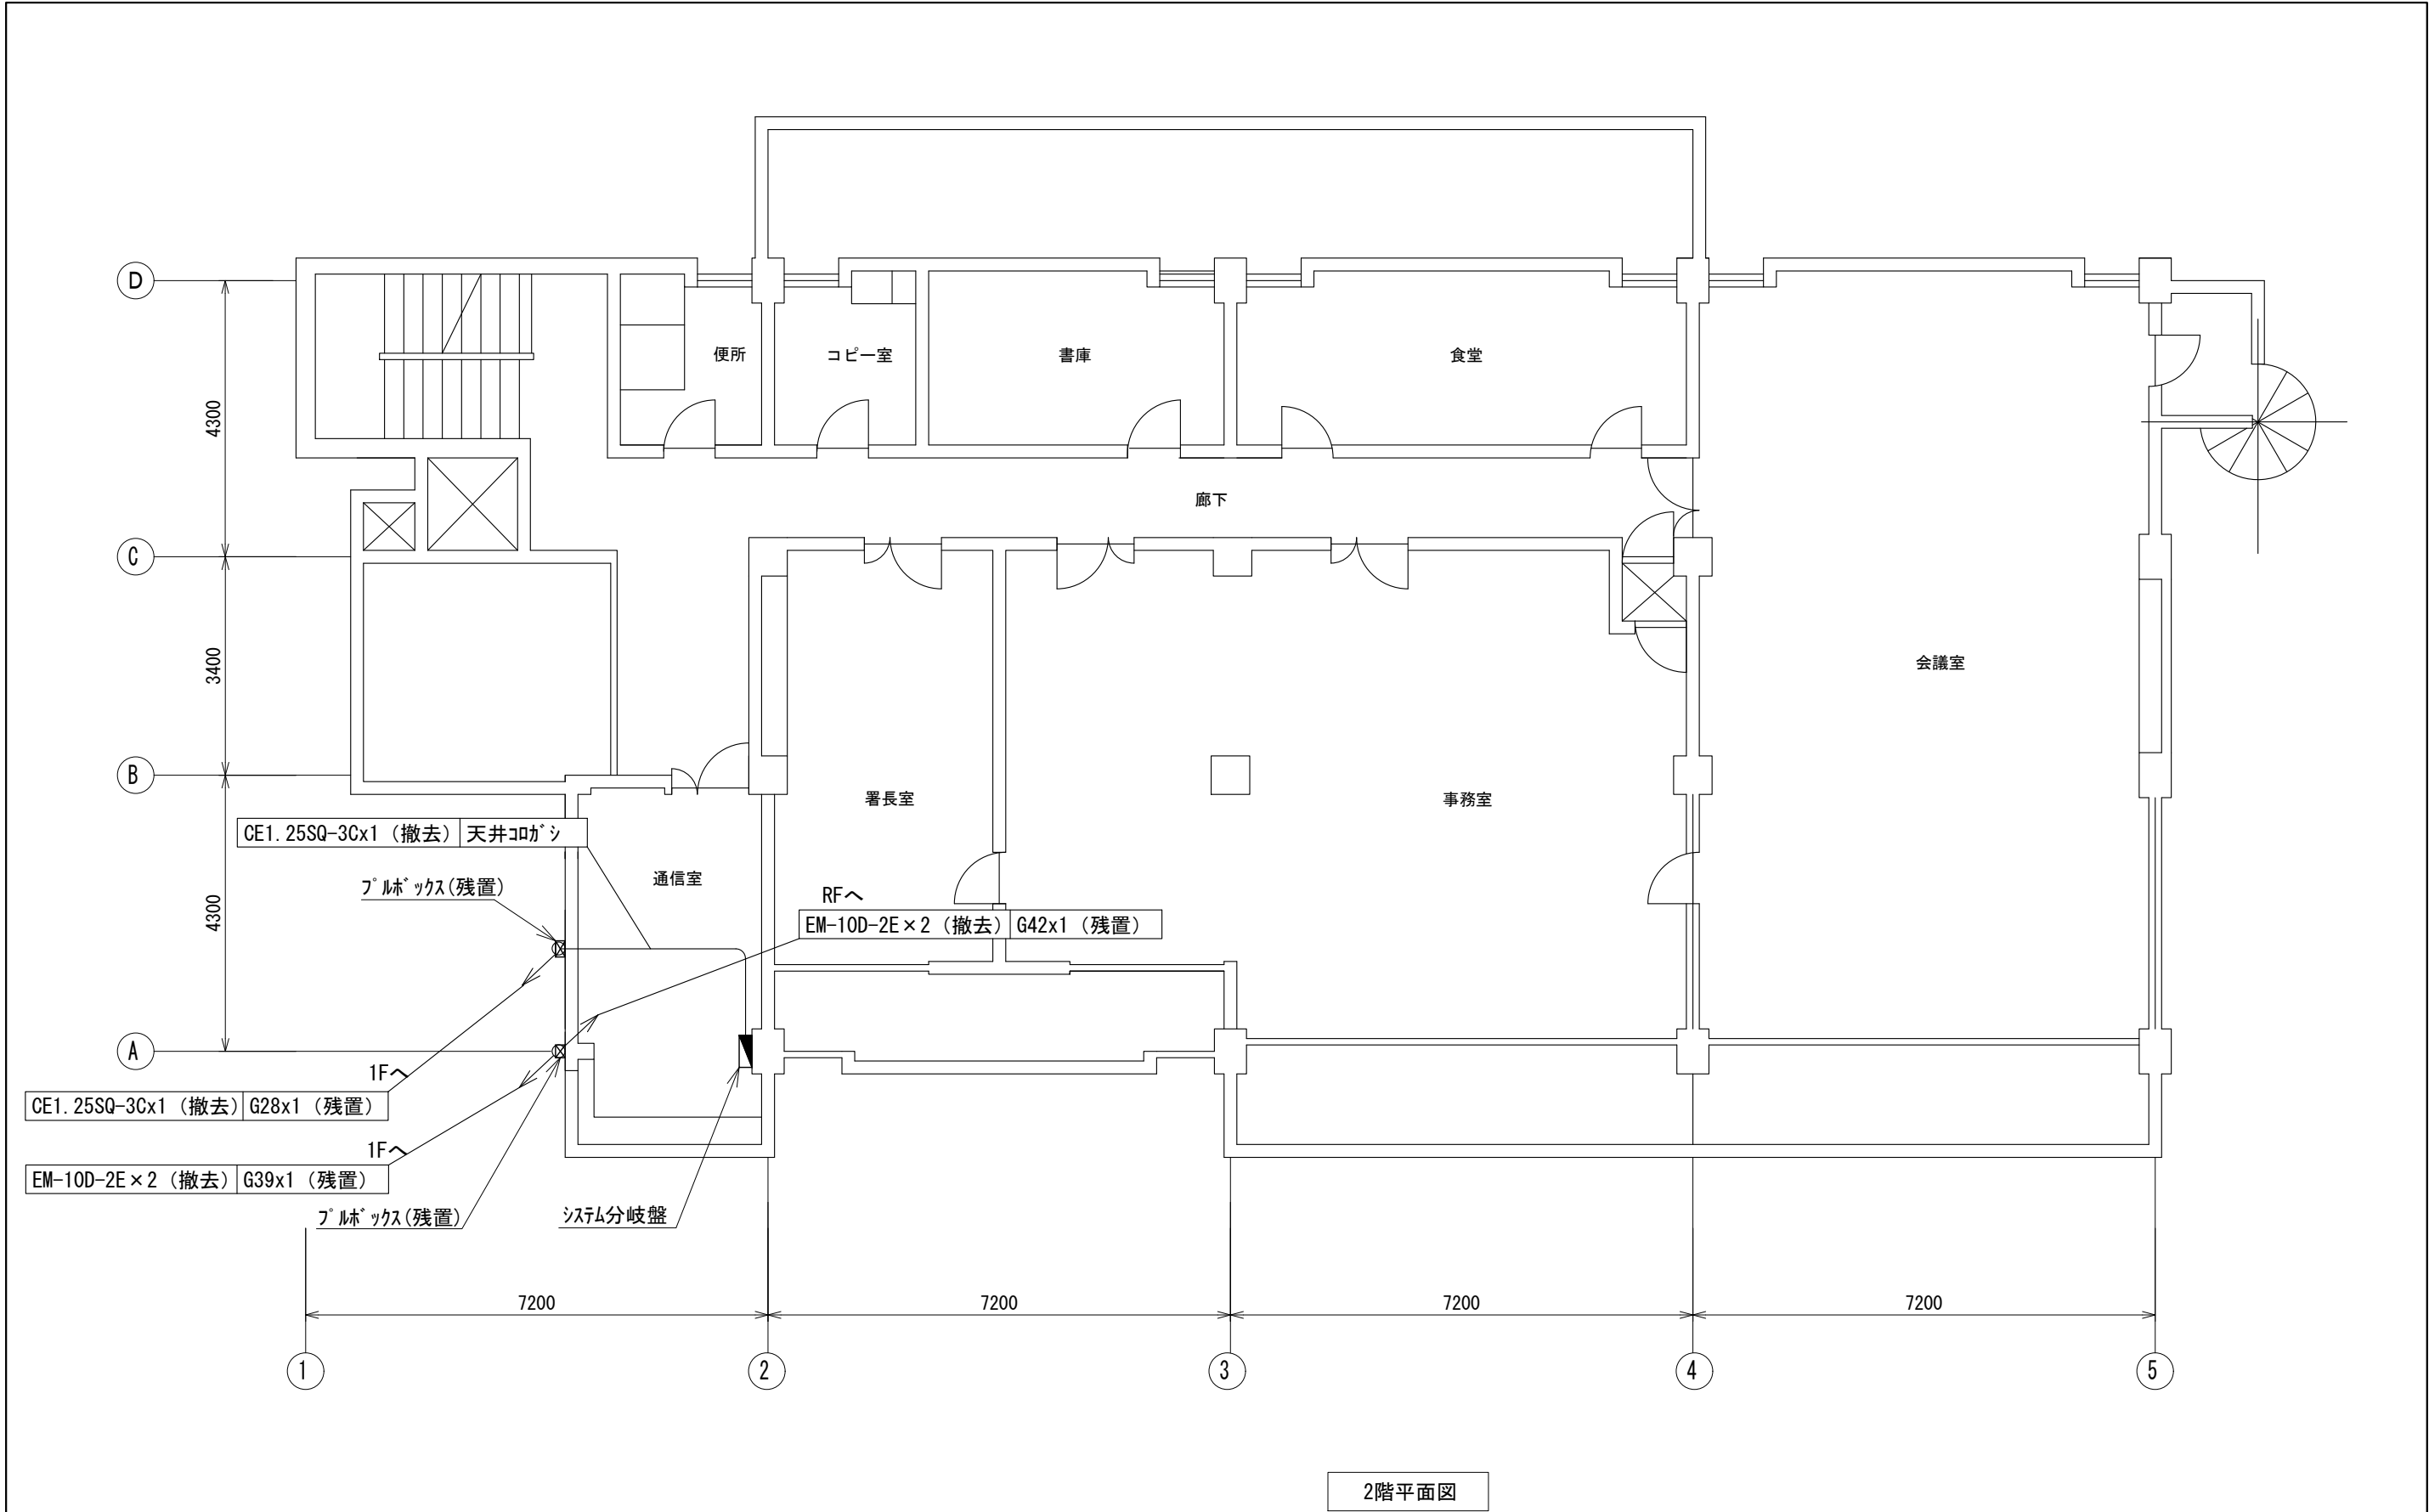 D
便所
コピー室
書庫
食堂
4300
廊下
C
3400
会議室
B
署長室
事務室
CE1.25SQ-3Cx1（撤去） 天井ｺﾛｶﾞｼ
通信室
ﾌﾟﾙﾎﾞｯｸｽ(残置)
RFへ
4300
EM-10D-2E×2（撤去） G42x1（残置）
A
1Fへ
CE1.25SQ-3Cx1（撤去） G28x1（残置）
1Fへ
EM-10D-2E×2（撤去） G39x1（残置）
ﾌﾟﾙﾎﾞｯｸｽ(残置)
ｼｽﾃﾑ分岐盤
7200 7200 7200 7200
1 2 3 4 5
2階平面図